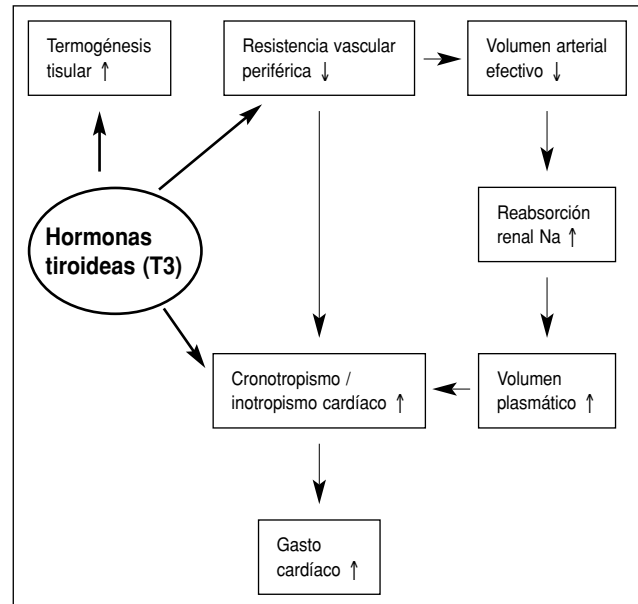 Termogénesis
tisular ↑
Resistencia vascular
periférica ↓
Volumen arterial
efectivo ↓
Hormonas
tiroideas (T3)
Reabsorción
renal Na ↑
Cronotropismo /
inotropismo cardíaco ↑
Volumen
plasmático ↑
Gasto
cardíaco ↑